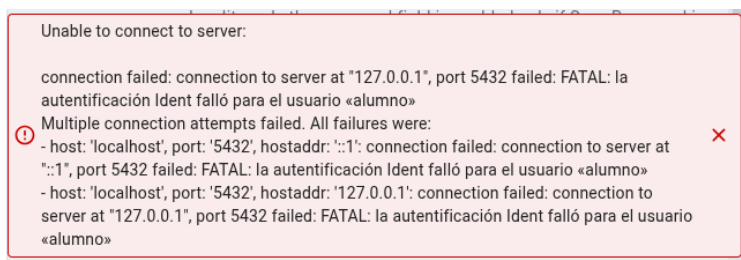 Unable to connect to server:
connection failed: connection to server at "127.0.0.1", port 5432 failed: FATAL: la
autentificación Ident falló para el usuario «alumno»
Multiple connection attempts failed. All failures were:
- host: 'localhost', port: '5432', hostaddr: '::1': connection failed: connection to server at
"::1", port 5432 failed: FATAL: la autentificación Ident falló para el usuario «alumno»
- host: 'localhost', port: '5432', hostaddr: '127.0.0.1': connection failed: connection to
server at "127.0.0.1", port 5432 failed: FATAL: la autentificación Ident falló para el usuario
«alumno»